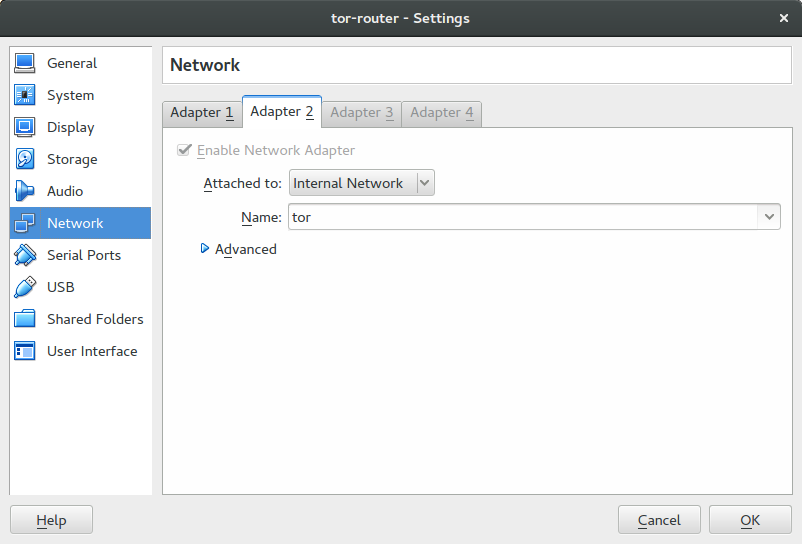 tor-router - Settings
General
System
Display
Storage
Audio
Network
Serial Ports
USB
Shared Folders
User Interface
Network
Adapter 1 Adapter 2 Adapter 3 Adapter 4
Enable Network Adapter
Attached to: Internal Network
Name: tor
Advanced
Help Cancel OK